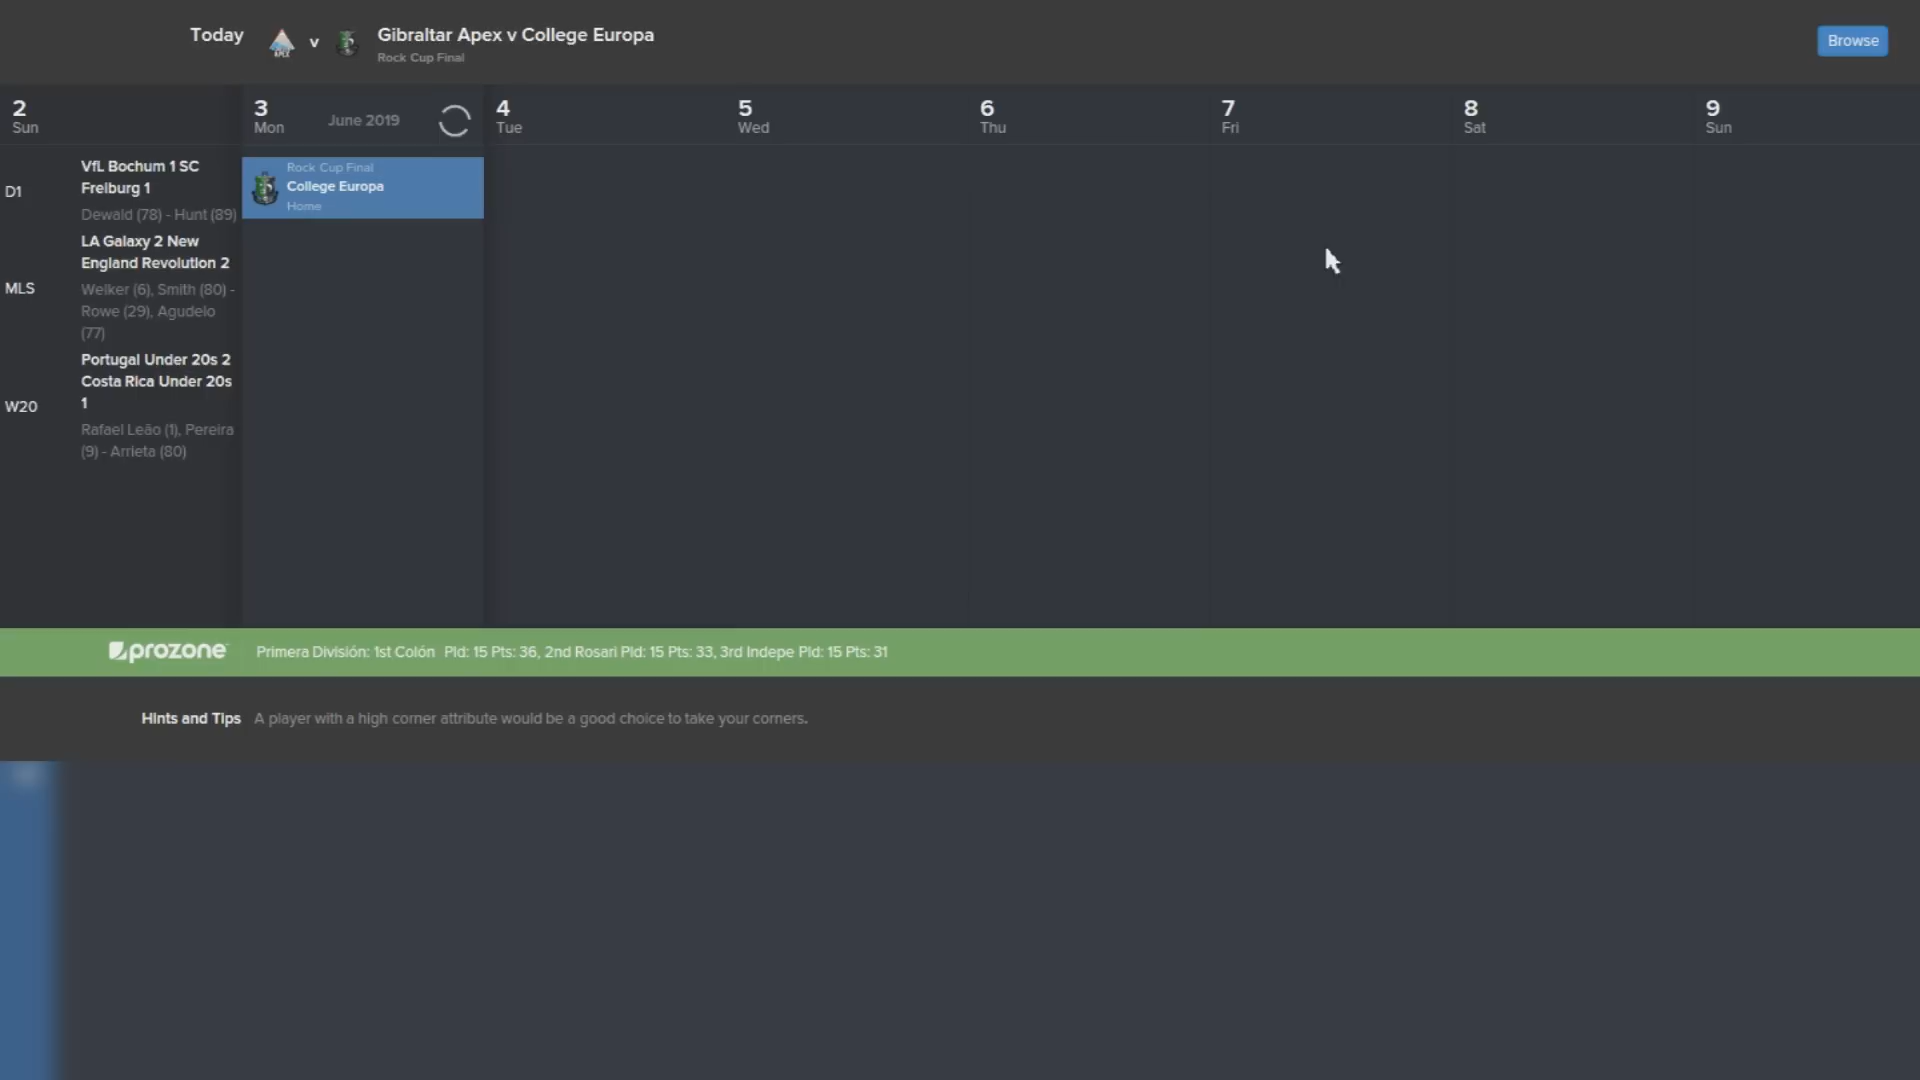 Today
APEX
v
Gibraltar Apex v College Europa
Rock Cup Final
Browse
2
Sun
3
Mon
June 2019
4
Tue
5
Wed
6
Thu
7
Fri
8
Sat
9
Sun
D1
VfL Bochum 1 SC
Freiburg 1
Dewald (78) - Hunt (89)
MLS
LA Galaxy 2 New
England Revolution 2
Welker (6), Smith (80) -
Rowe (29), Agudelo
(77)
W20
Portugal Under 20s 2
Costa Rica Under 20s
1
Rafael Leão (1), Pereira
(9) - Arrieta (80)
Rock Cup Final
College Europa
Home
prozone
Primera División: 1st Colón Pld: 15 Pts: 36, 2nd Rosari Pld: 15 Pts: 33, 3rd Indepe Pld: 15 Pts: 31
Hints and Tips
A player with a high corner attribute would be a good choice to take your corners.